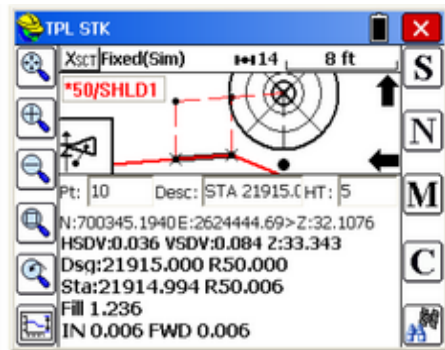 TPL STK
XSCT Fixed(Sim) 14 8 ft
S
*50/SHLD1
N
Pt: 10 Desc: STA 21915.( HT: 5
M
N:700345.1940 E:2624444.69> Z:32.1076
HSDV:0.036 VSDV:0.084 Z:33.343
Dsg:21915.000 R50.000
C
Sta:21914.994 R50.006
Fill 1.236
IN 0.006 FWD 0.006